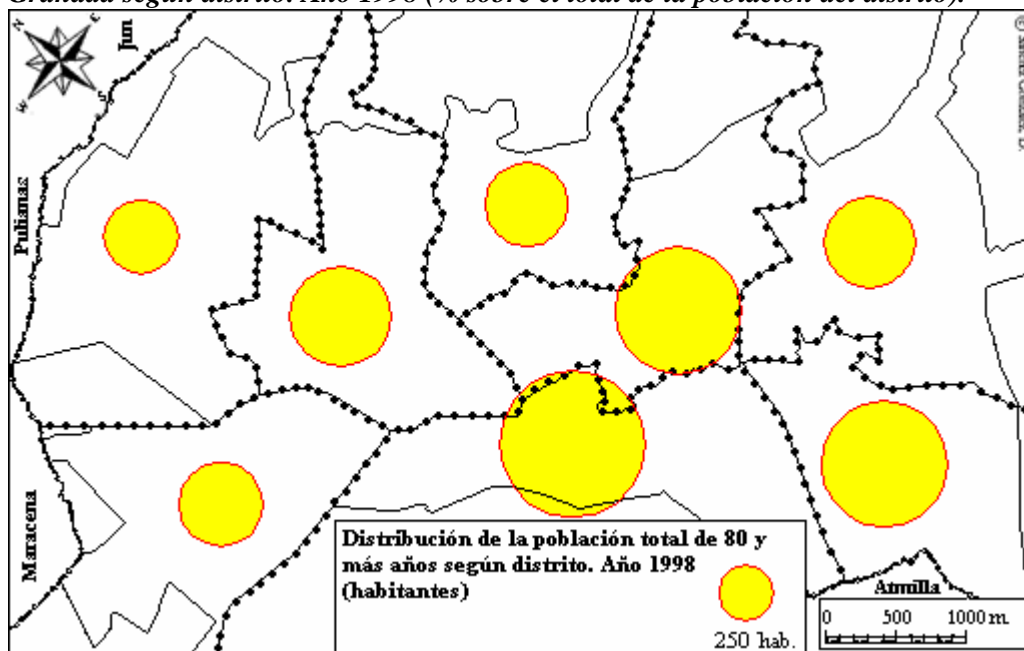 Granada según distrito. Año 1998 (% sobre el total de la población del distrito).
N
E
W
S
Jun
Pulianas
Maracena
Distribución de la población total de 80 y
más años según distrito. Año 1998
(habitantes)
250 hab.
Armilla
0 500 1000 m.